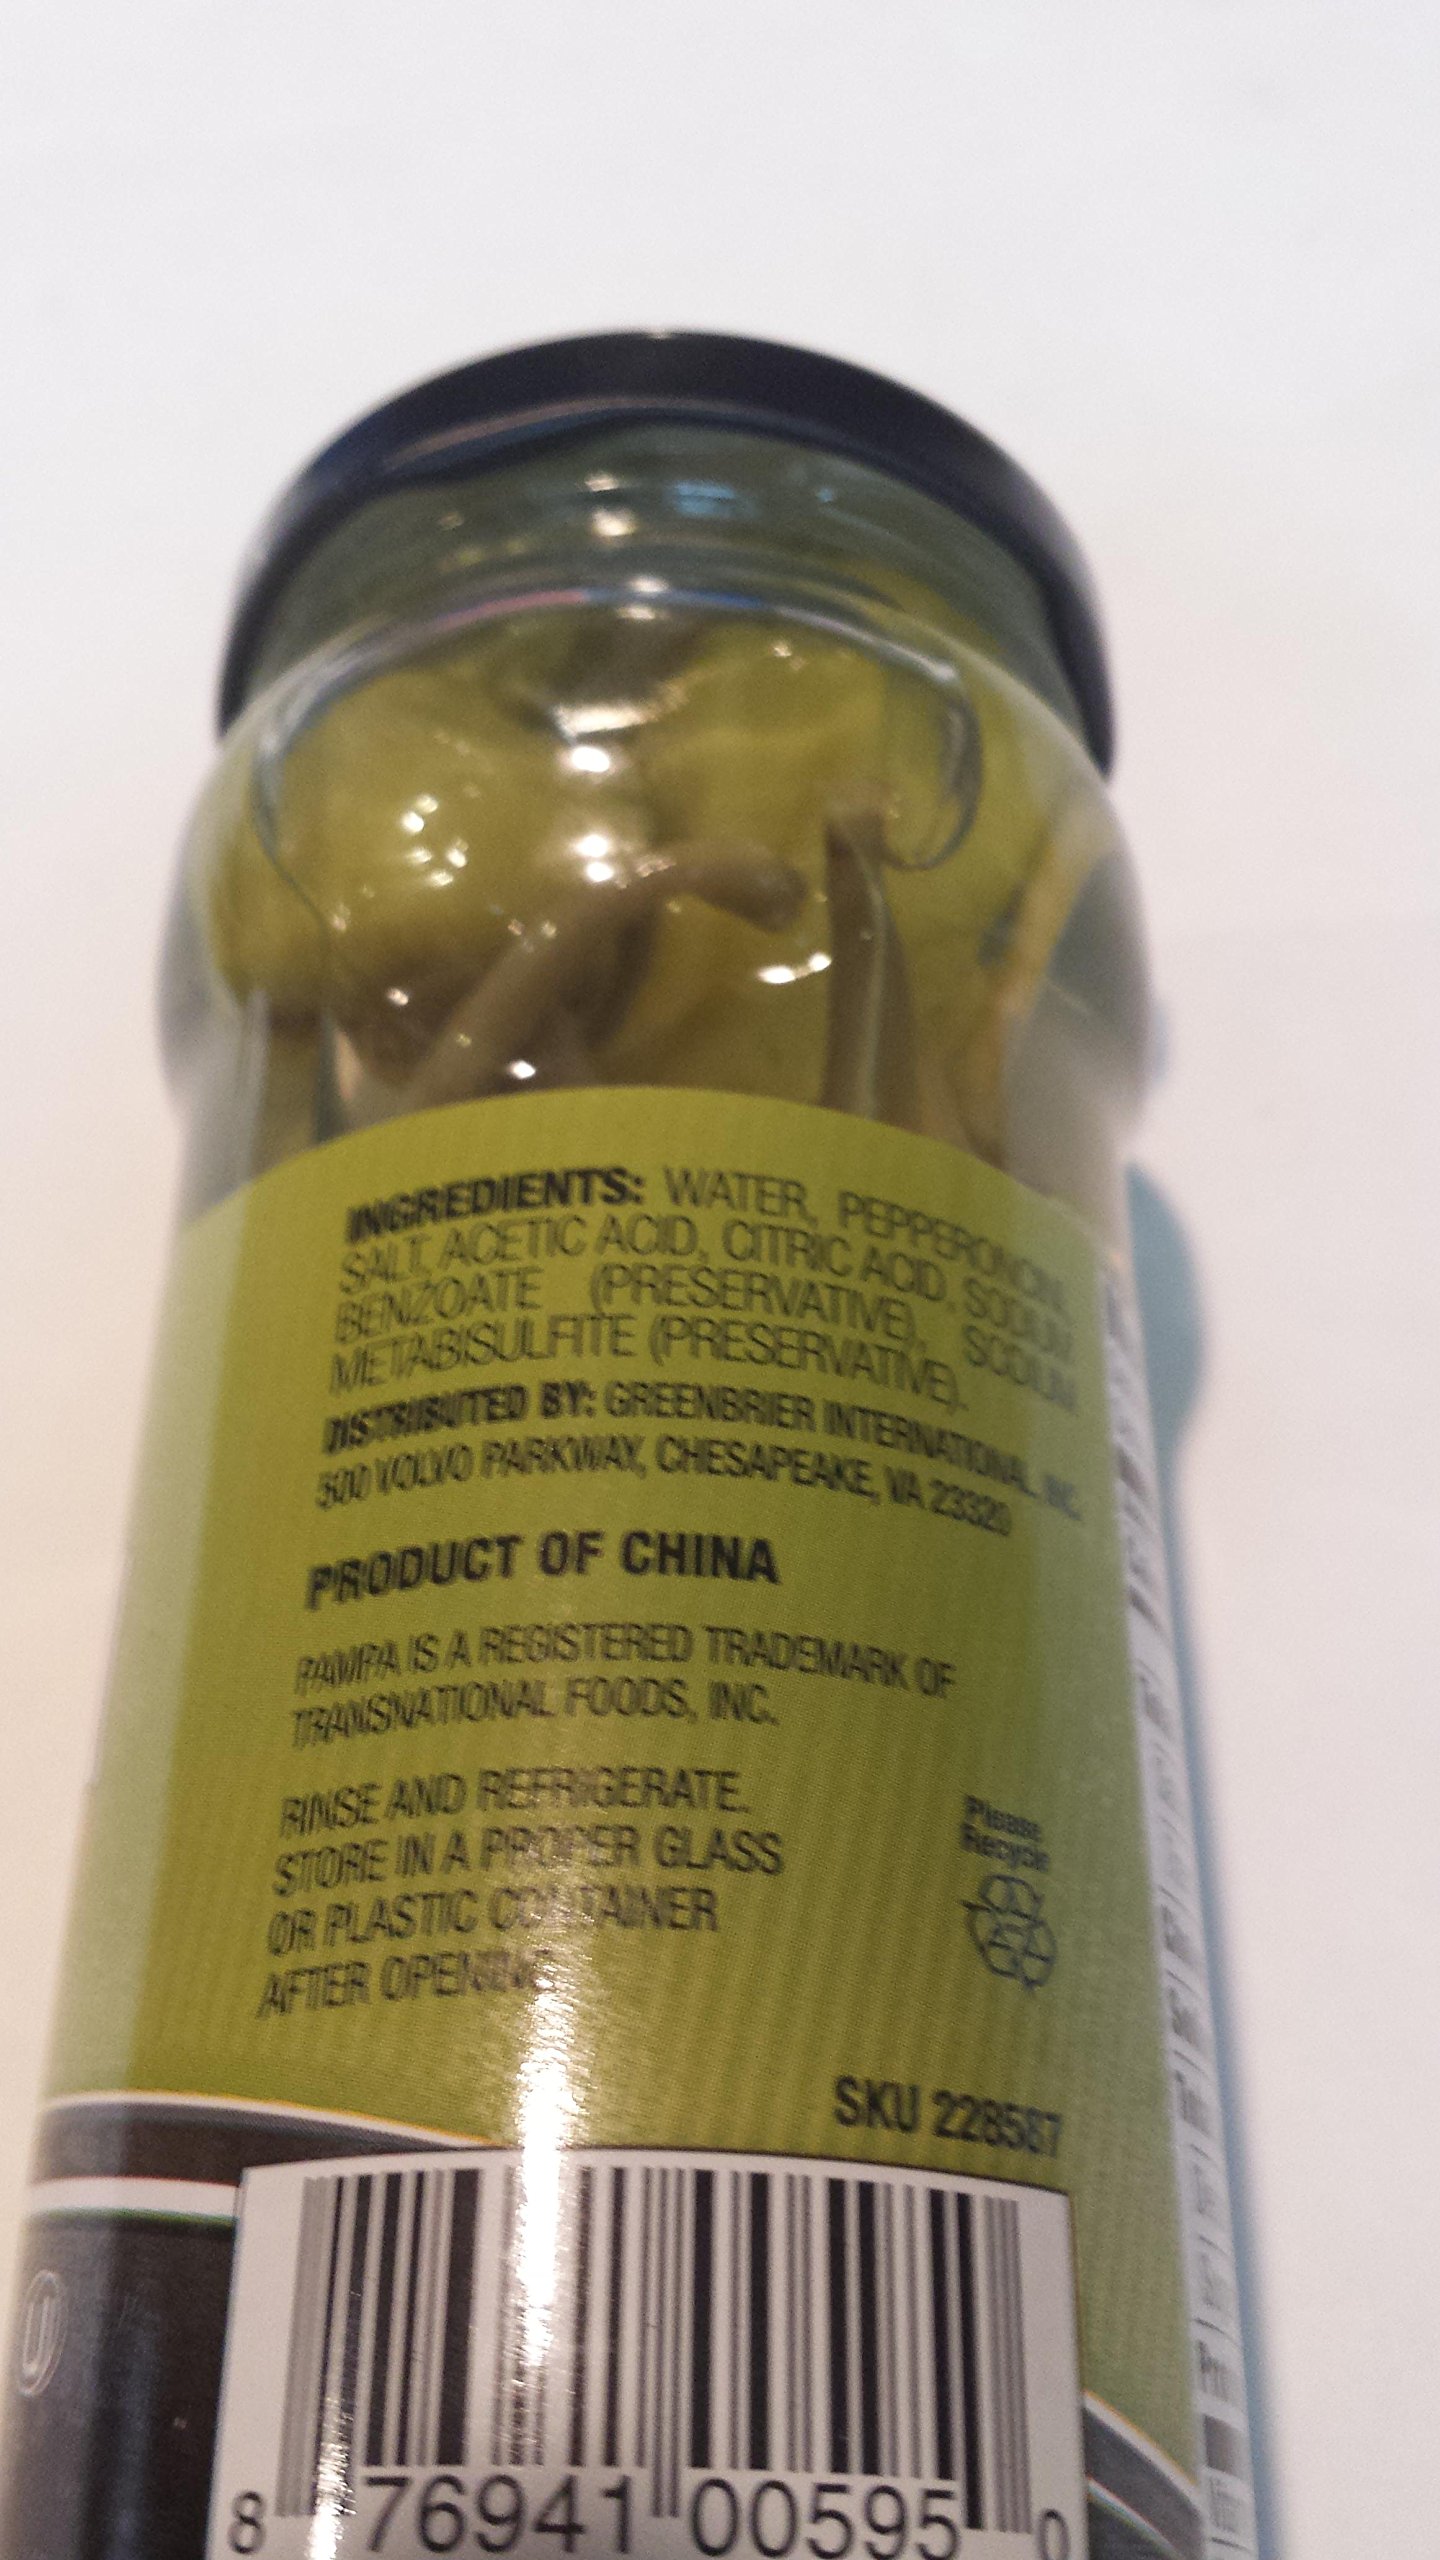 INGREDIENTS: WATER, PEPPERONCINI,
SALT, ACETIC ACID, CITRIC ACID, SODIUM
BENZOATE (PRESERVATIVE), SODIUM
METABISULFITE (PRESERVATIVE).
DISTRIBUTED BY: GREENBRIER INTERNATIONAL, INC.
500 VOLVO PARKWAY, CHESAPEAKE, VA 23320
PRODUCT OF CHINA
PAMPA IS A REGISTERED TRADEMARK OF
TRANSNATIONAL FOODS, INC.
RINSE AND REFRIGERATE.
STORE IN A PROPER GLASS
OR PLASTIC CONTAINER
AFTER OPENING
Please
Recycle
SKU 228587
U
8 76941 00595 0